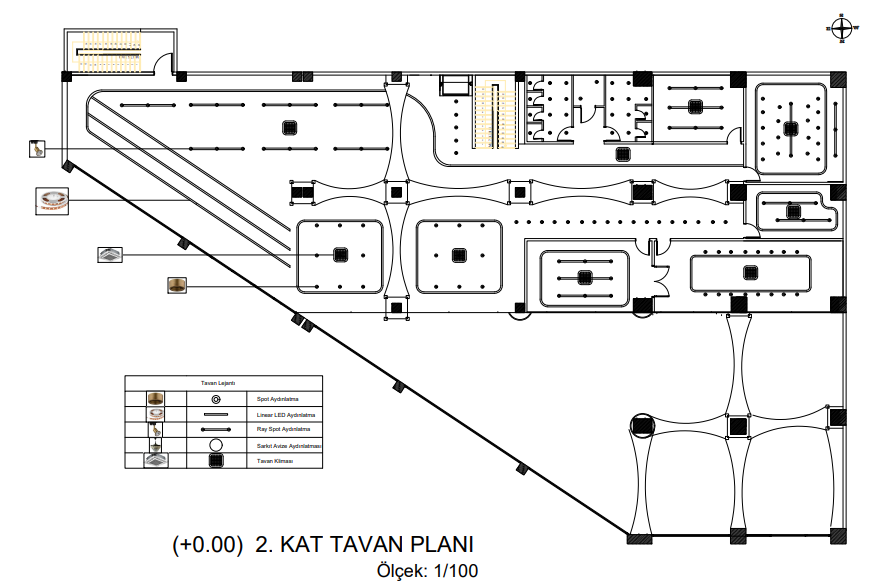 Tavan Lejantı
Spot Aydınlatma
Linear LED Aydınlatma
Ray Spot Aydınlatma
Sarkıt Avize Aydınlatması
Tavan Kliması
(+0.00) 2. KAT TAVAN PLANI
Ölçek: 1/100